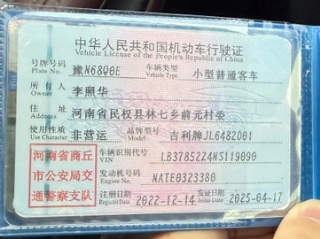 中华人民共和国机动车行驶证
Vehicle License of the People's Republic of China
号牌号码 豫N6800E 车辆类型 小型普通客车
Plate No. Vehicle Type
所有人 李照华
Owner
住址 河南省民权县林七乡前元村委
Address
使用性质 非营运 品牌型号 吉利牌JL6482D01
Use Character Model
河南省商丘 车辆识别代号 LB37852Z4NS119090
VIN
市公安局交 发动机号码 NATE0323380
Engine No.
通警察支队 注册日期 2022-12-14 发证日期 2025-04-17
Register Date Issue Date